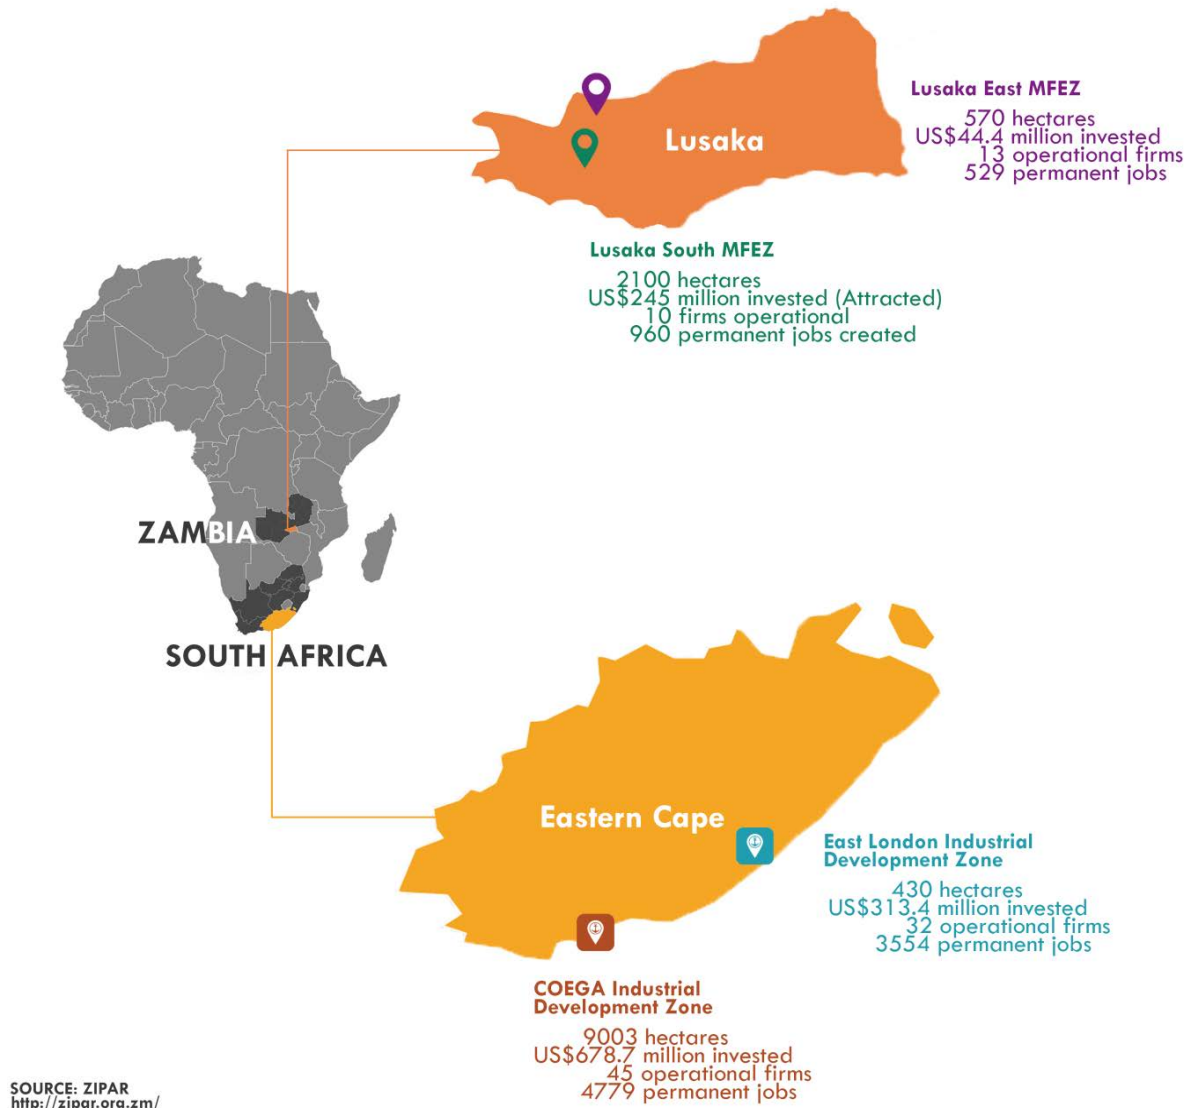 Lusaka
Lusaka East MFEZ
570 hectares
US$44.4 million invested
13 operational firms
529 permanent jobs
Lusaka South MFEZ
2100 hectares
US$245 million invested (Attracted)
10 firms operational
960 permanent jobs created
ZAMBIA
SOUTH AFRICA
Eastern Cape
East London Industrial
Development Zone
430 hectares
US$313.4 million invested
32 operational firms
3554 permanent jobs
COEGA Industrial
Development Zone
9003 hectares
US$678.7 million invested
45 operational firms
4779 permanent jobs
SOURCE: ZIPAR
http://zipar.org.zm/